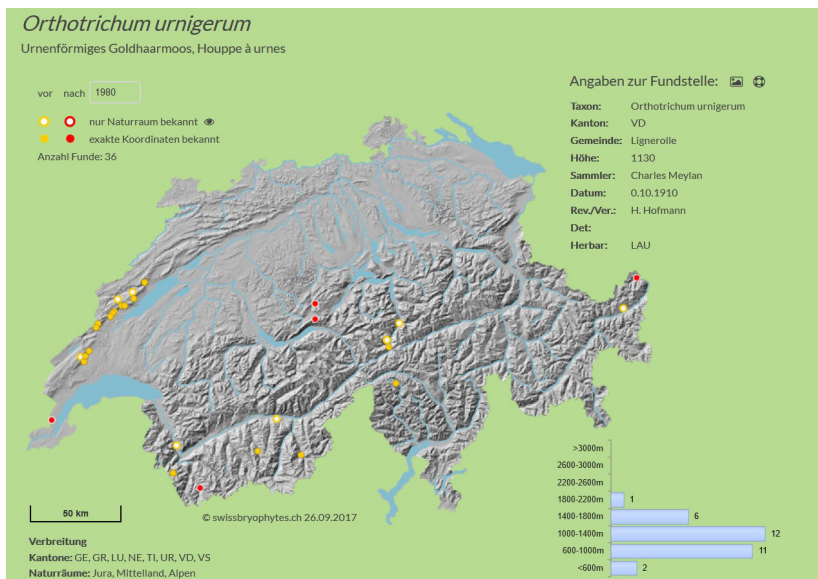 Orthotrichum urnigerum
Urnenförmiges Goldhaarmoos, Houppe à urnes
vor nach 1980
nur Naturraum bekannt
exakte Koordinaten bekannt
Anzahl Funde: 36
Angaben zur Fundstelle:
Taxon: Orthotrichum urnigerum
Kanton: VD
Gemeinde: Lignerolle
Höhe: 1130
Sammler: Charles Meylan
Datum: 0.10.1910
Rev./Ver.: H. Hofmann
Det:
Herbar: LAU
50 km
© swissbryophytes.ch 26.09.2017
Verbreitung
Kantone: GE, GR, LU, NE, TI, UR, VD, VS
Naturräume: Jura, Mittelland, Alpen
>3000m
2600-3000m
2200-2600m
1800-2200m 1
1400-1800m 6
1000-1400m 12
600-1000m 11
<600m 2